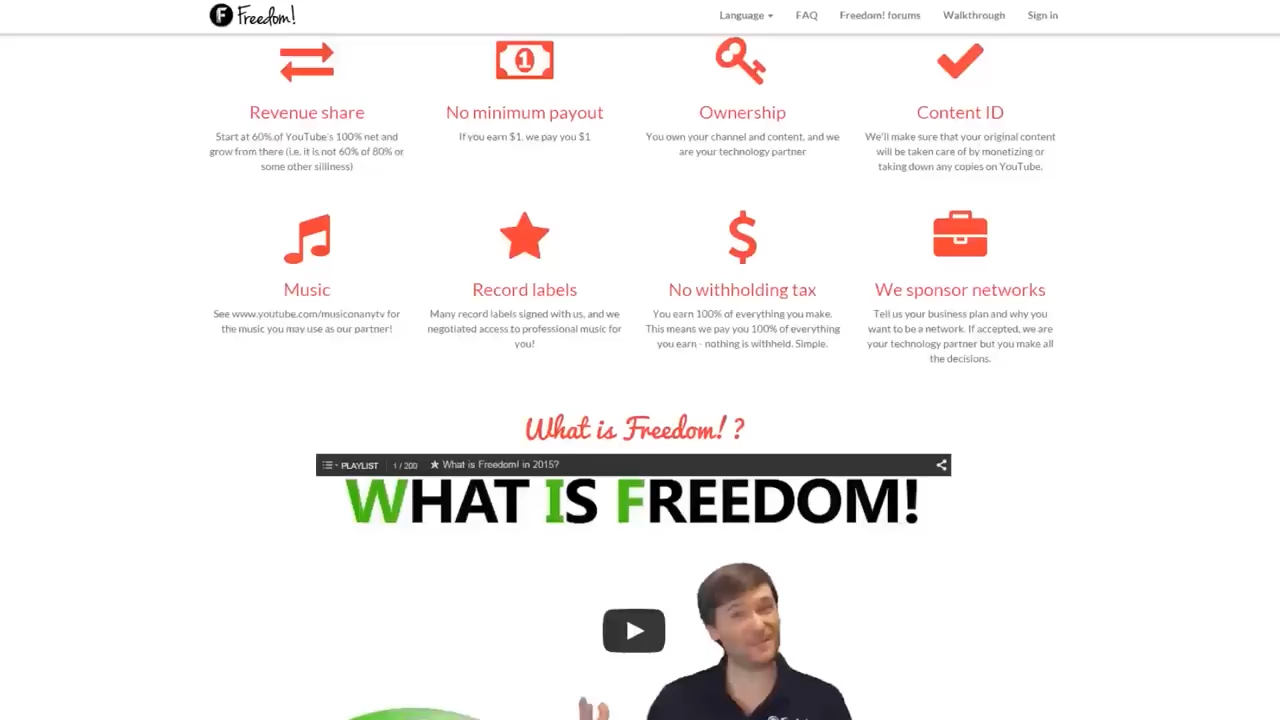 F Freedom!
Language FAQ Freedom! forums Walkthrough Sign in
1
Revenue share
Start at 60% of YouTube's 100% net and
grow from there (i.e. it is not 60% of 80% or
some other silliness)
No minimum payout
If you earn $1, we pay you $1
Ownership
You own your channel and content, and we
are your technology partner
Content ID
We'll make sure that your original content
will be taken care of by monetizing or
taking down any copies on YouTube.
$
Music
See www.youtube.com/musiconanytv for
the music you may use as our partner!
Record labels
Many record labels signed with us, and we
negotiated access to professional music for
you!
No withholding tax
You earn 100% of everything you make.
This means we pay you 100% of everything
you earn - nothing is withheld. Simple.
We sponsor networks
Tell us your business plan and why you
want to be a network. If accepted, we are
your technology partner but you make all
the decisions.
What is Freedom! ?
PLAYLIST 1 / 200 ★ What is Freedom! in 2015?
WHAT IS FREEDOM!